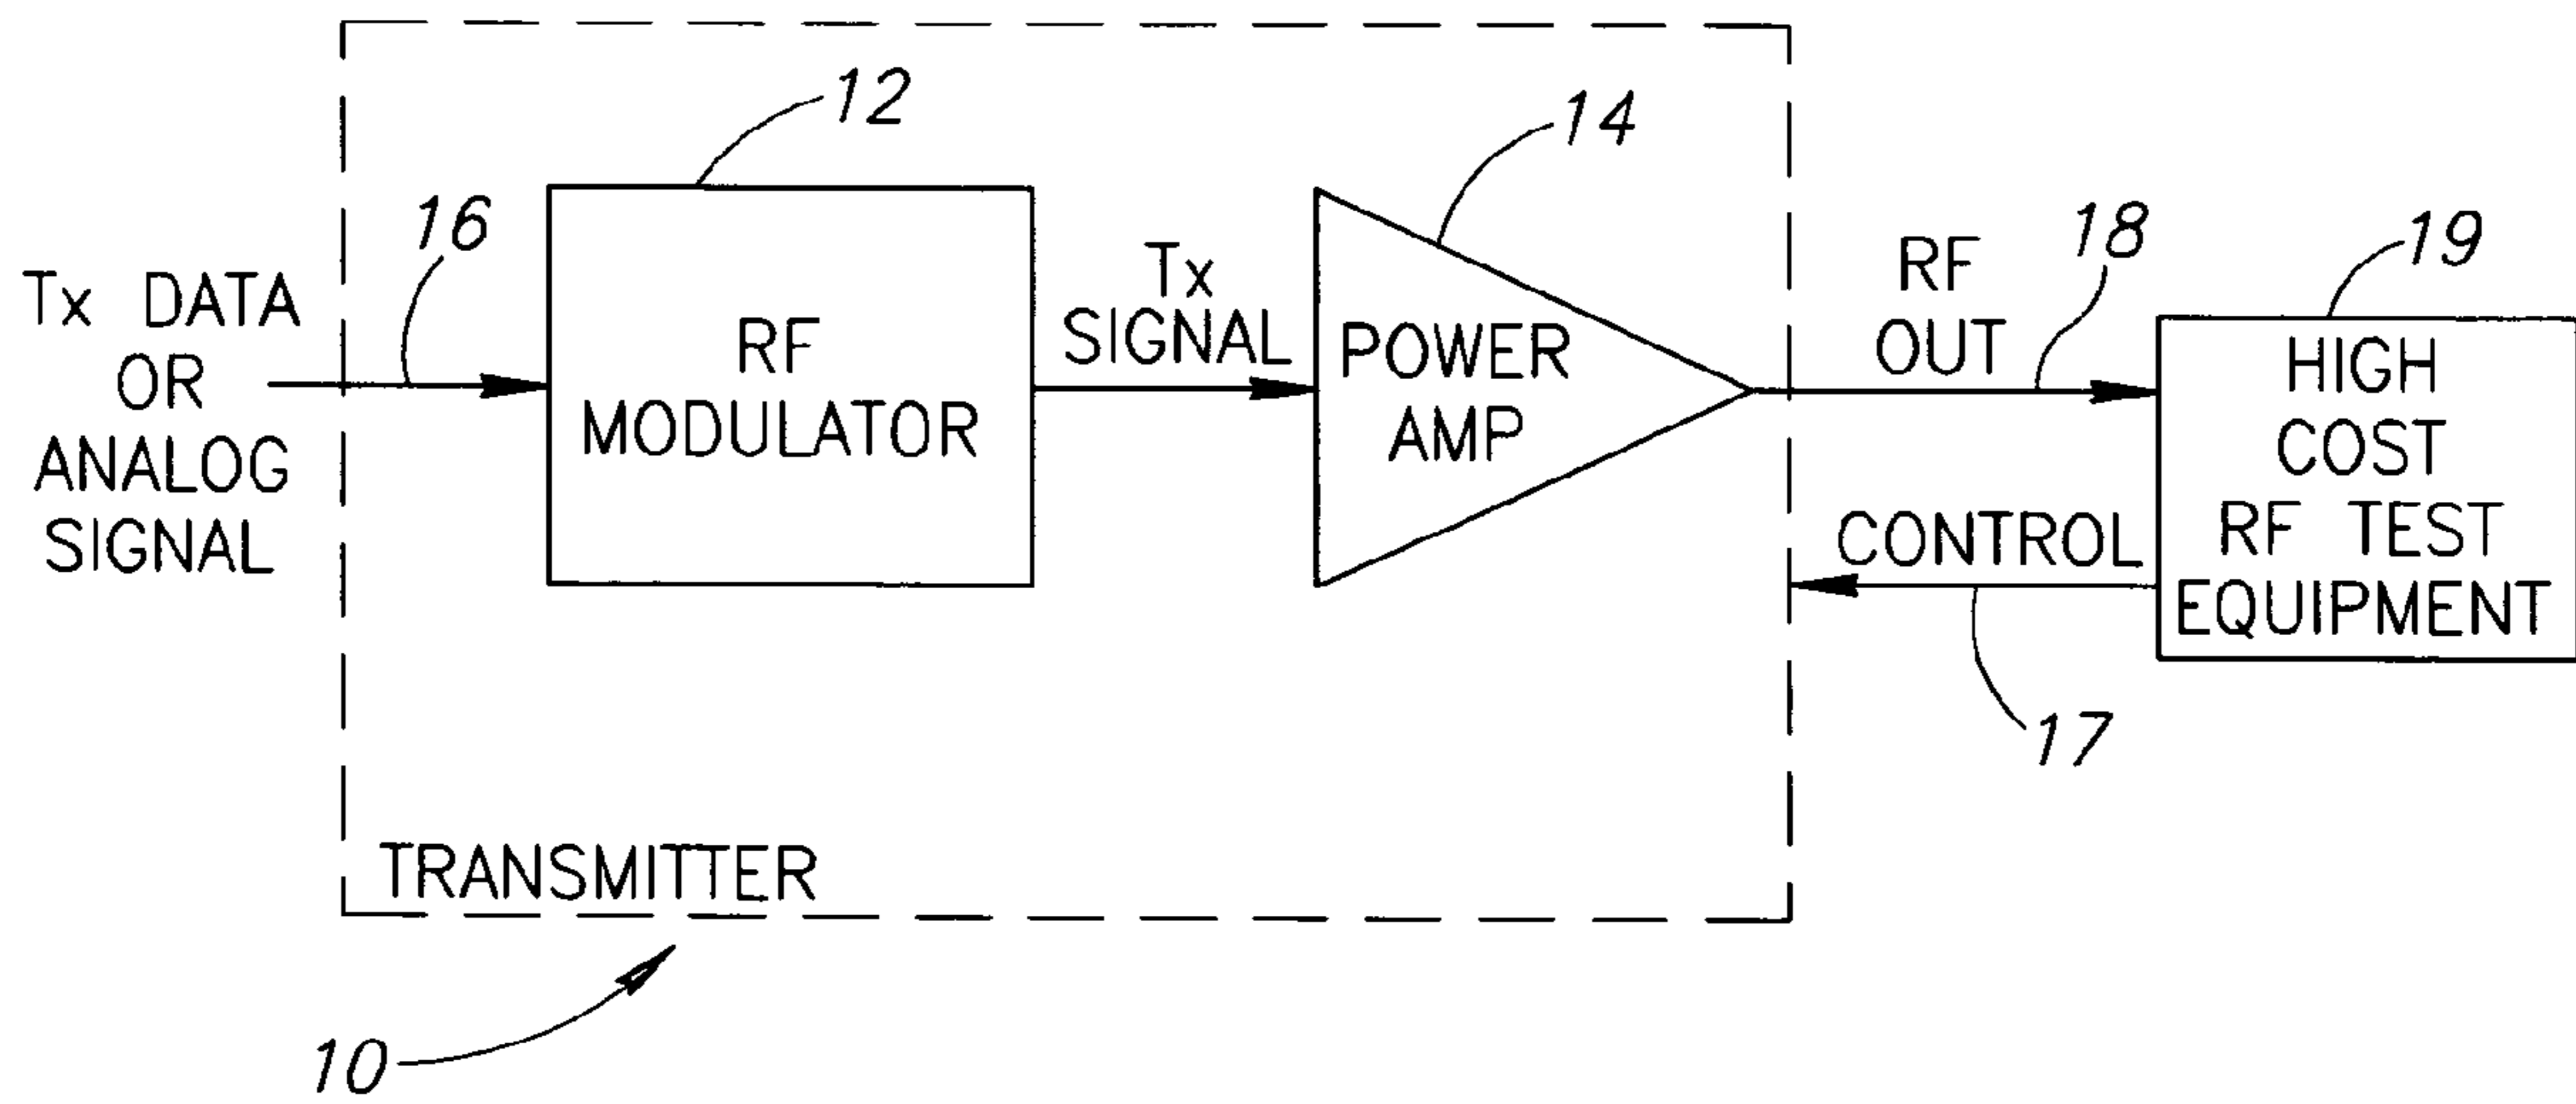 12
14
16
18
19
Tx DATA
OR
ANALOG
SIGNAL
RF
MODULATOR
Tx
SIGNAL
POWER
AMP
RF
OUT
CONTROL
HIGH
COST
RF TEST
EQUIPMENT
17
TRANSMITTER
10